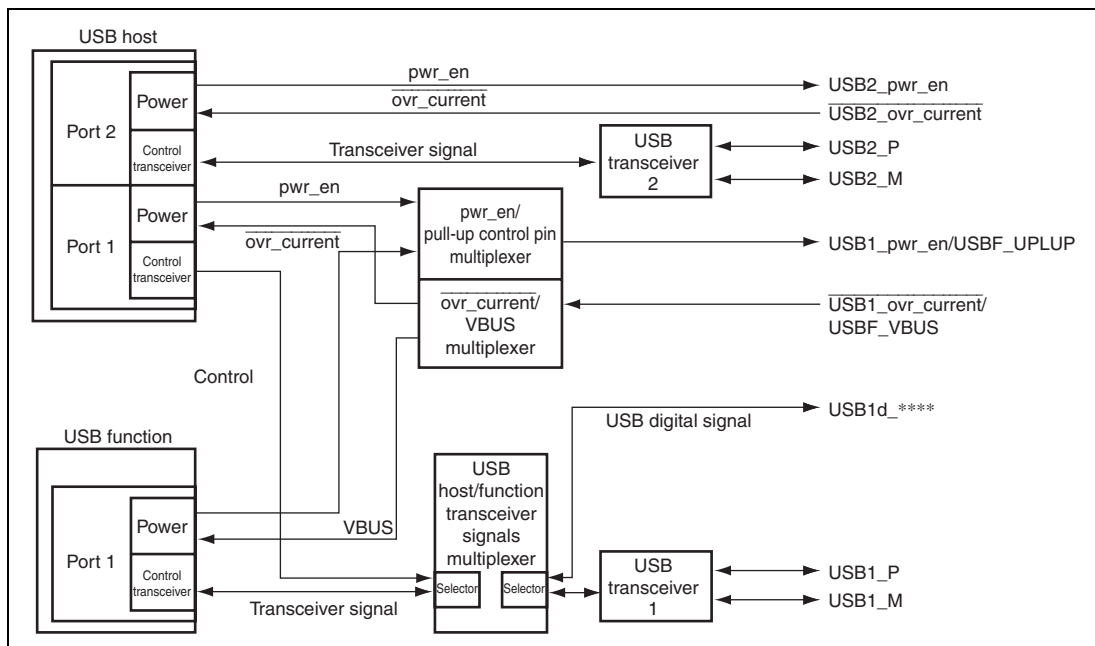 USB host
Port 2
Power
Control
transceiver
Port 1
Power
Control
transceiver
pwr_en
ovr_current
Transceiver signal
pwr_en
ovr_current
USB
transceiver
2
USB2_pwr_en
USB2_ovr_current
USB2_P
USB2_M
pwr_en/
pull-up control pin
multiplexer
ovr_current/
VBUS
multiplexer
USB1_pwr_en/USBF_UPLUP
USB1_ovr_current/
USBF_VBUS
Control
USB digital signal
USB1d_****
USB function
Port 1
Power
Control
transceiver
VBUS
Transceiver signal
USB
host/function
transceiver
signals
multiplexer
Selector
Selector
USB
transceiver
1
USB1_P
USB1_M